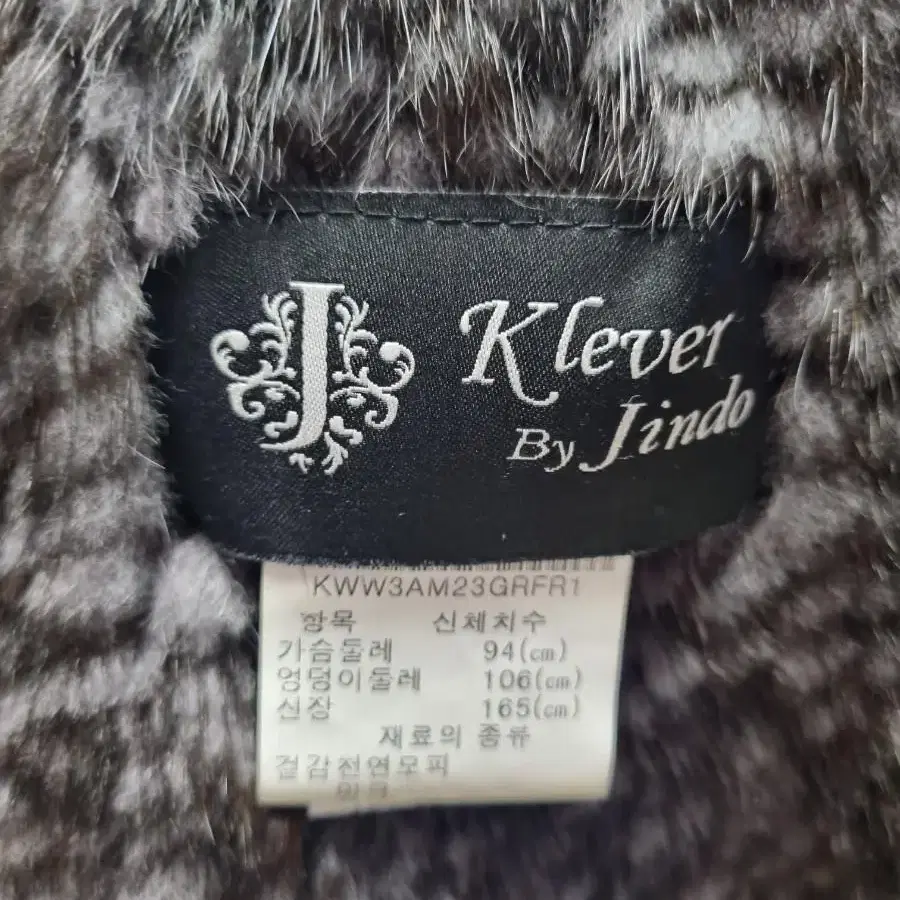 J
Klever
By Jindo
KWW3AM23GRFR1
항목 신체치수
가슴둘레 94(cm)
엉덩이둘레 106(cm)
신장 165(cm)
재료의 종류
겉감천연모피
밍크